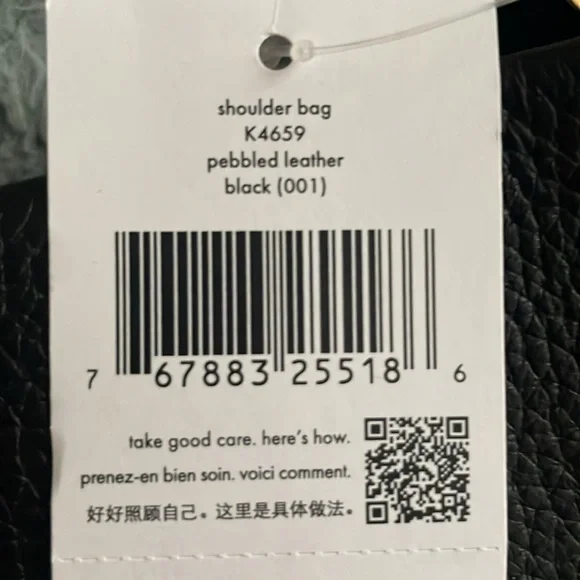 shoulder bag
K4659
pebbled leather
black (001)
7 67883 25518 6
take good care. here's how.
prenez-en bien soin. voici comment.
好好照顾自己。这里是具体做法。